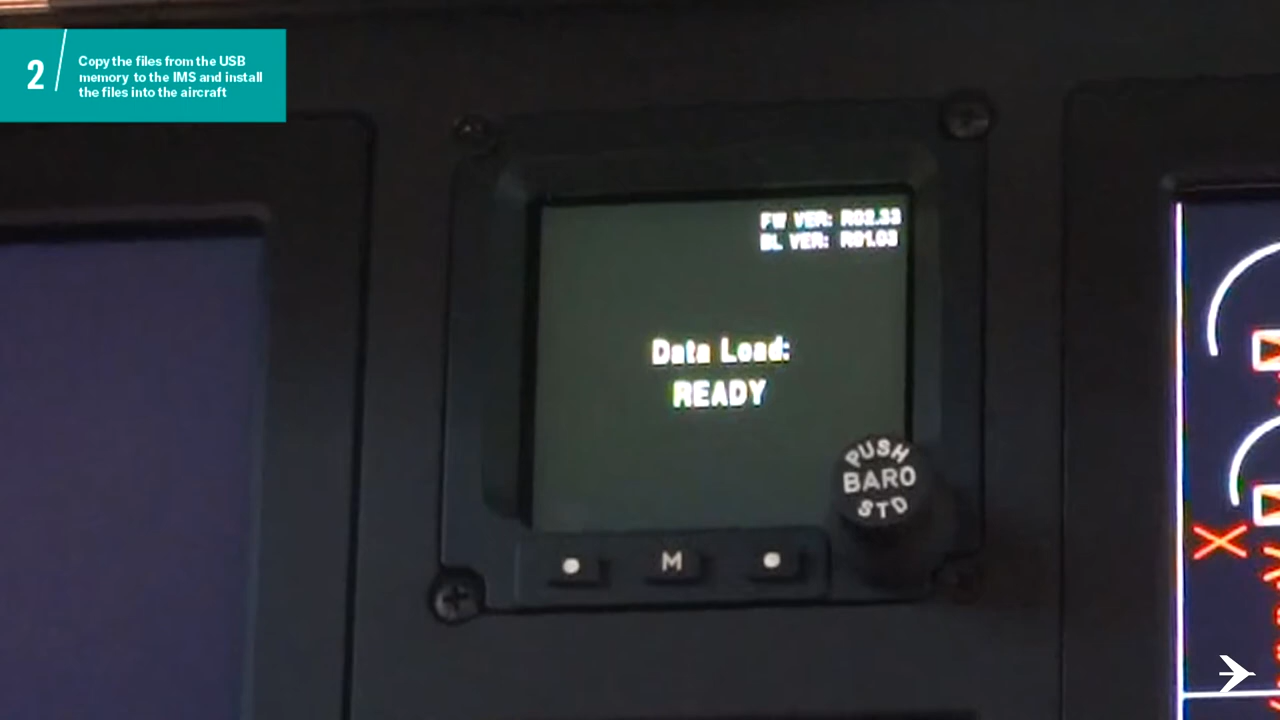 2
Copy the files from the USB
memory to the IMS and install
the files into the aircraft
FW VER: R02.33
BL VER: R01.03
Data Load:
READY
PUSH
BARO
STD
M